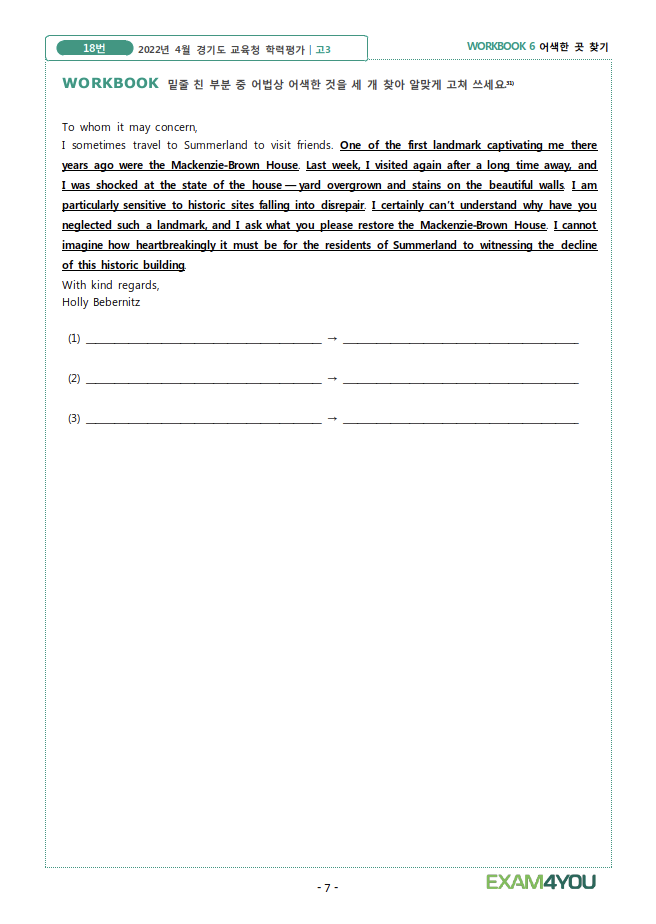 18번
2022년 4월 경기도 교육청 학력평가 | 고3
WORKBOOK 6 어색한 곳 찾기
WORKBOOK 밑줄 친 부분 중 어법상 어색한 것을 세 개 찾아 알맞게 고쳐 쓰세요.31)
To whom it may concern,
I sometimes travel to Summerland to visit friends. One of the first landmark captivating me there
years ago were the Mackenzie-Brown House. Last week, I visited again after a long time away, and
I was shocked at the state of the house — yard overgrown and stains on the beautiful walls. I am
particularly sensitive to historic sites falling into disrepair. I certainly can't understand why have you
neglected such a landmark, and I ask what you please restore the Mackenzie-Brown House. I cannot
imagine how heartbreakingly it must be for the residents of Summerland to witnessing the decline
of this historic building.
With kind regards,
Holly Bebernitz
(1) ________________________________________ → ________________________________________
(2) ________________________________________ → ________________________________________
(3) ________________________________________ → ________________________________________
- 7 -
EXAM4YOU